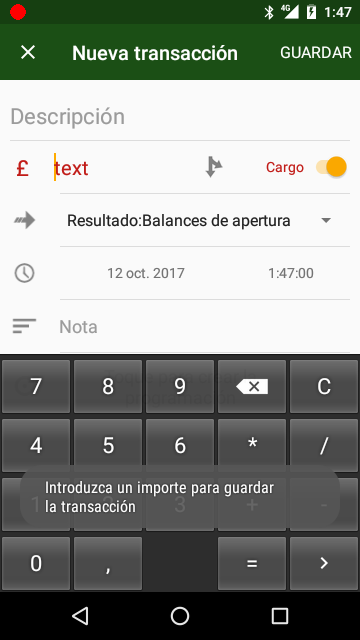 4G 1:47
Nueva transacción GUARDAR
Descripción
£ text Cargo
Resultado:Balances de apertura
12 oct. 2017 1:47:00
Nota
7 8 9 C
4 5 6 * /
1 2 3 + -
Introduzca un importe para guardar
la transacción
0 , = >